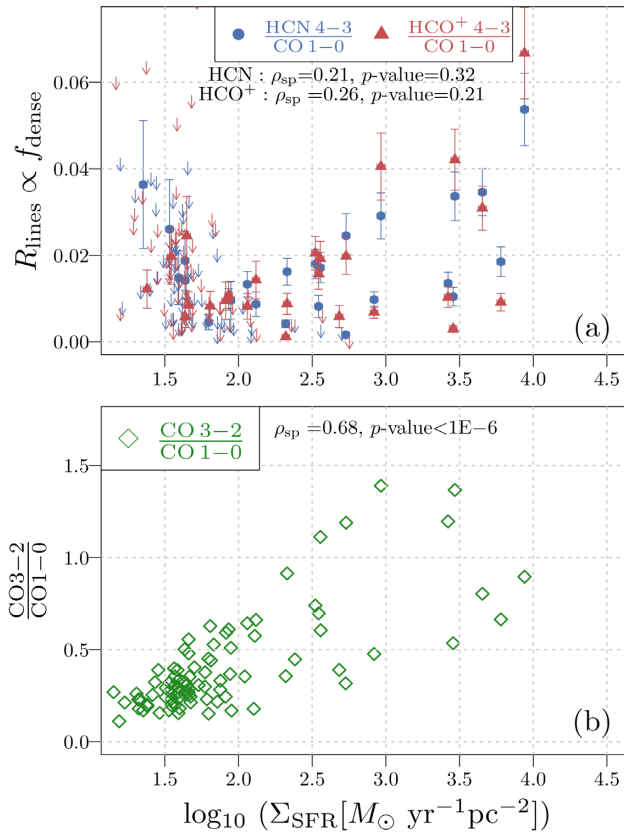 (a)
HCN 4−3 / CO 1−0
HCO⁺ 4−3 / CO 1−0
HCN : ρsp=0.21, p-value=0.32
HCO⁺ : ρsp =0.26, p-value=0.21
Rlines ∝ fdense
0.06
0.04
0.02
0.00
1.5 2.0 2.5 3.0 3.5 4.0 4.5
CO 3−2 / CO 1−0
ρsp =0.68, p-value<1E−6
CO3−2 / CO1−0
1.5
1.0
0.5
0.0
(b)
1.5 2.0 2.5 3.0 3.5 4.0 4.5
log₁₀ (ΣSFR[M⊙ yr⁻¹pc⁻²])